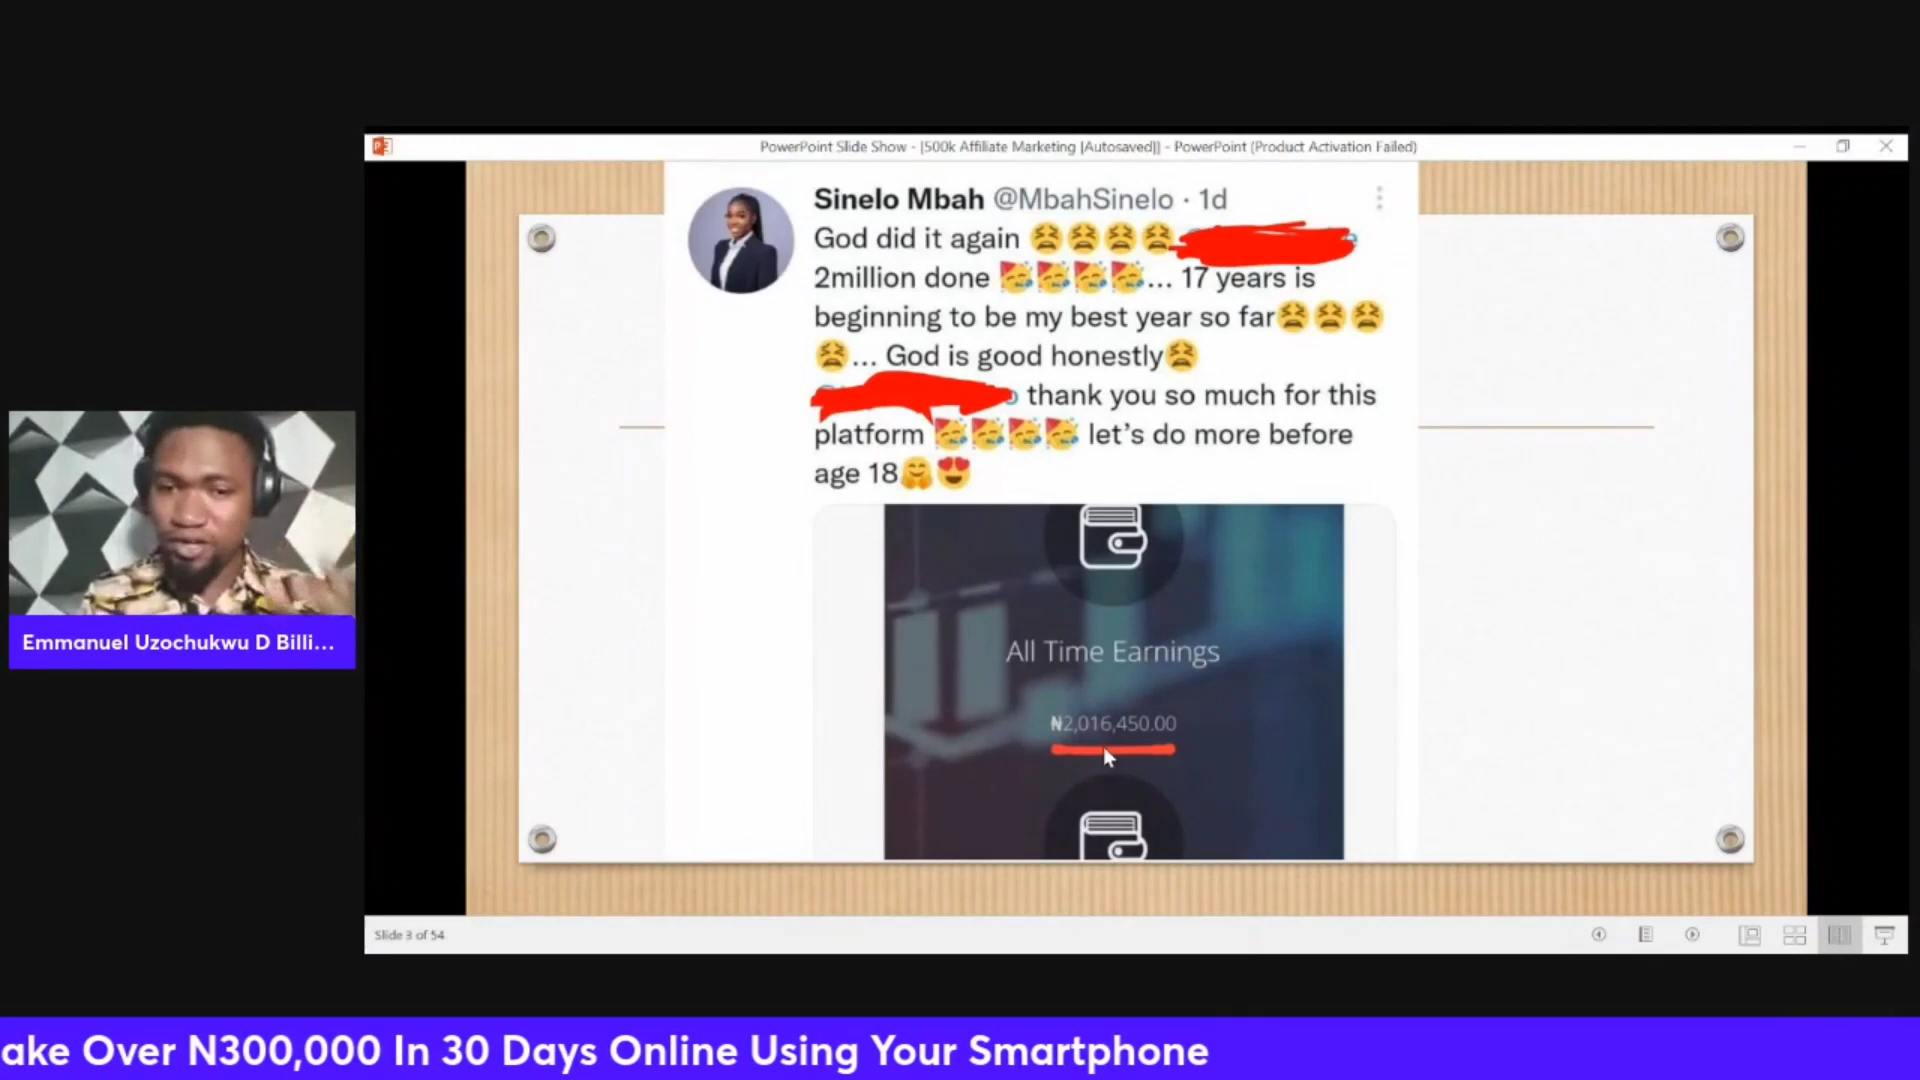 PowerPoint Slide Show - [500k Affiliate Marketing [Autosaved]] - PowerPoint (Product Activation Failed)
Sinelo Mbah @MbahSinelo · 1d
God did it again 😫😫😫😫
2million done 🥳🥳🥳🥳... 17 years is
beginning to be my best year so far😫😫😫
😫... God is good honestly😫
thank you so much for this
platform 🥳🥳🥳🥳 let's do more before
age 18🤗😍
All Time Earnings
₦2,016,450.00
Emmanuel Uzochukwu D Billi...
Slide 3 of 54
ake Over N300,000 In 30 Days Online Using Your Smartphone